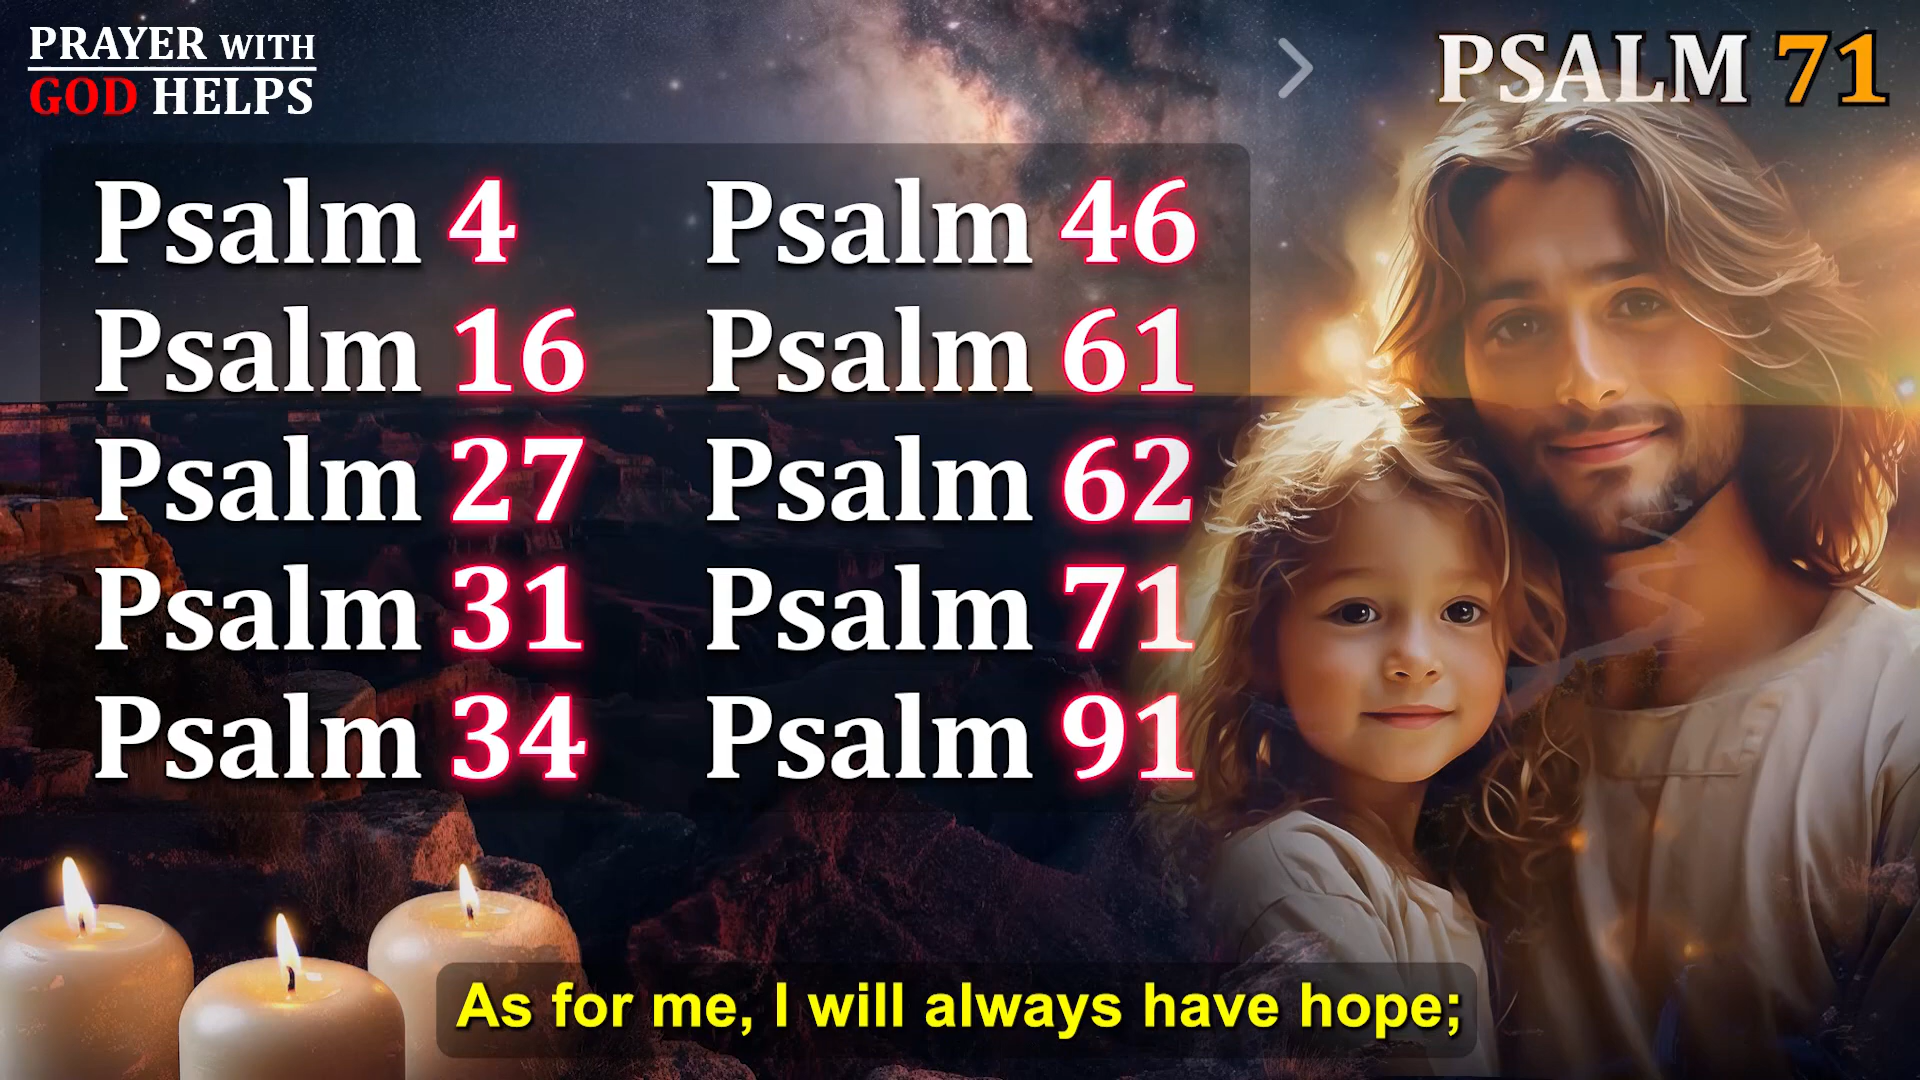 PRAYER WITH
GOD HELPS
PSALM 71
Psalm 4
Psalm 16
Psalm 27
Psalm 31
Psalm 34
Psalm 46
Psalm 61
Psalm 62
Psalm 71
Psalm 91
As for me, I will always have hope;